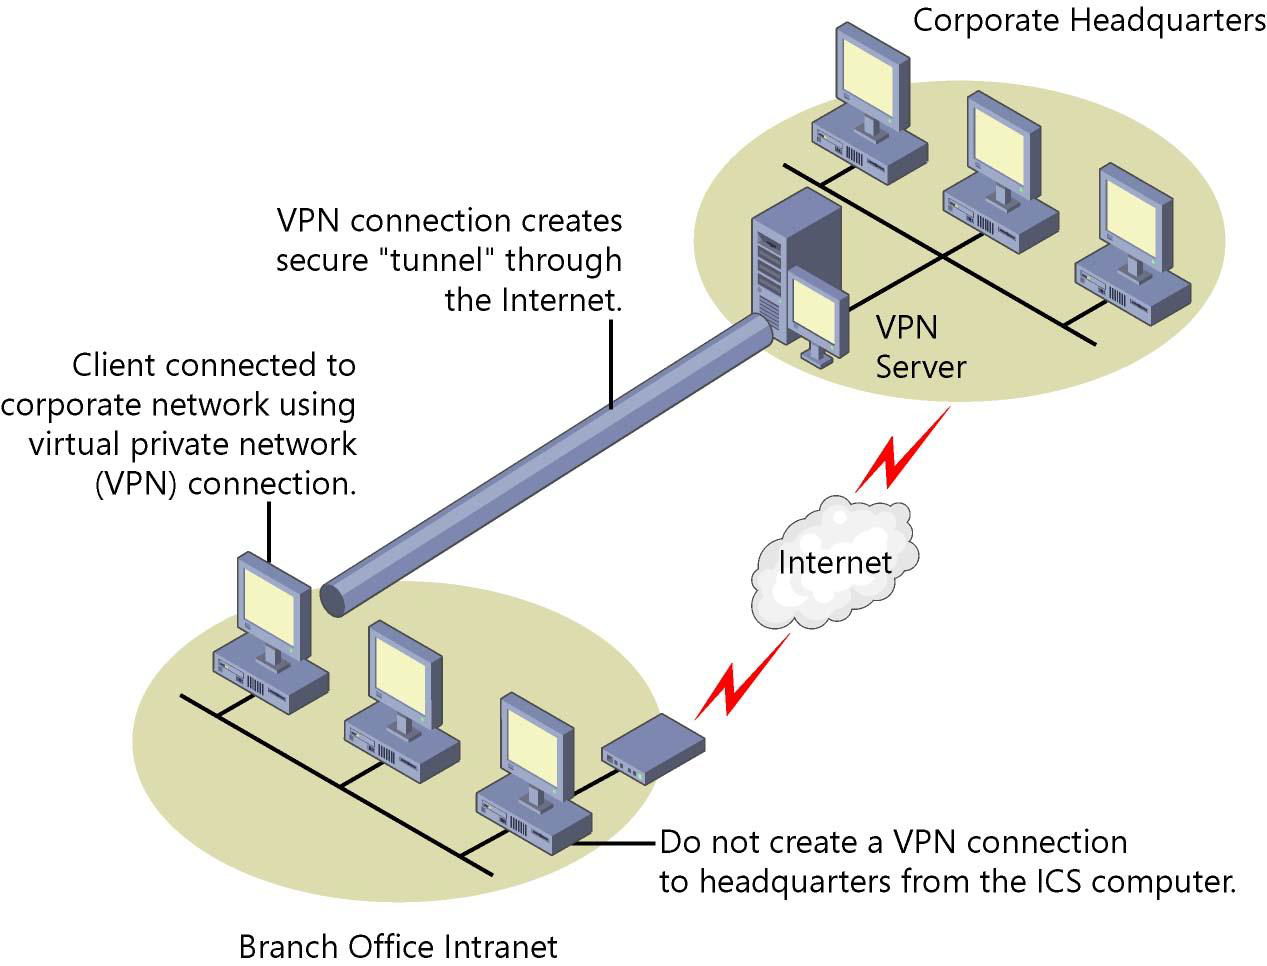 Corporate Headquarters
VPN connection creates
secure "tunnel" through
the Internet.
VPN
Server
Client connected to
corporate network using
virtual private network
(VPN) connection.
Internet
Do not create a VPN connection
to headquarters from the ICS computer.
Branch Office Intranet